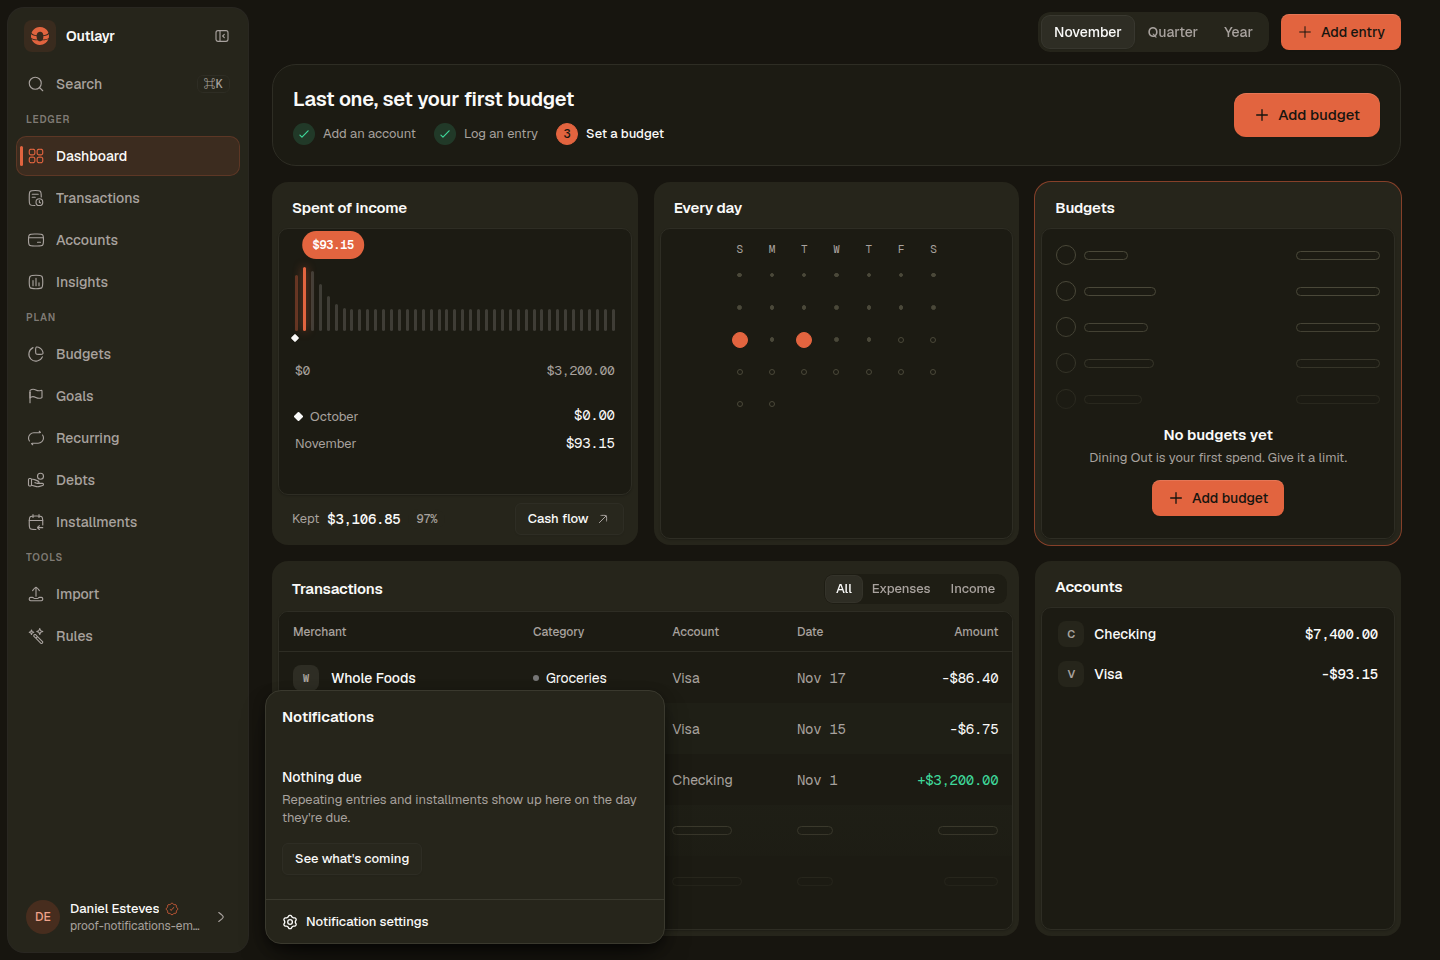 Outlayr
Search ⌘K
LEDGER
Dashboard
Transactions
Accounts
Insights
PLAN
Budgets
Goals
Recurring
Debts
Installments
TOOLS
Import
Rules
DE
Daniel Esteves
proof-notifications-em...
November Quarter Year
Add entry
Last one, set your first budget
Add an account Log an entry 3 Set a budget
Add budget
Spent of income
$93.15
$0 $3,200.00
October $0.00
November $93.15
Kept $3,106.85 97% Cash flow
Every day
S M T W T F S
Budgets
No budgets yet
Dining Out is your first spend. Give it a limit.
Add budget
Transactions
All Expenses Income
Merchant Category Account Date Amount
W Whole Foods Groceries Visa Nov 17 -$86.40
Visa Nov 15 -$6.75
Checking Nov 1 +$3,200.00
Accounts
C Checking $7,400.00
V Visa -$93.15
Notifications
Nothing due
Repeating entries and installments show up here on the day
they're due.
See what's coming
Notification settings